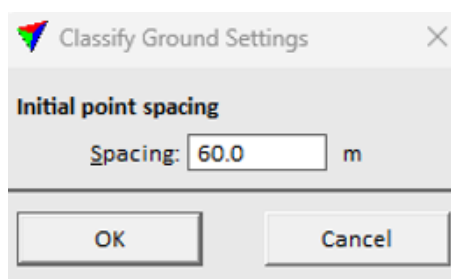 Classify Ground Settings
Initial point spacing
Spacing: 60.0 m
OK Cancel